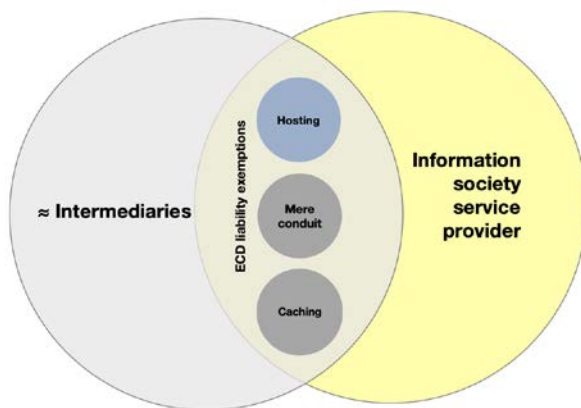 ≈ Intermediaries
ECD liability exemptions
Hosting
Mere
conduit
Caching
Information
society
service
provider